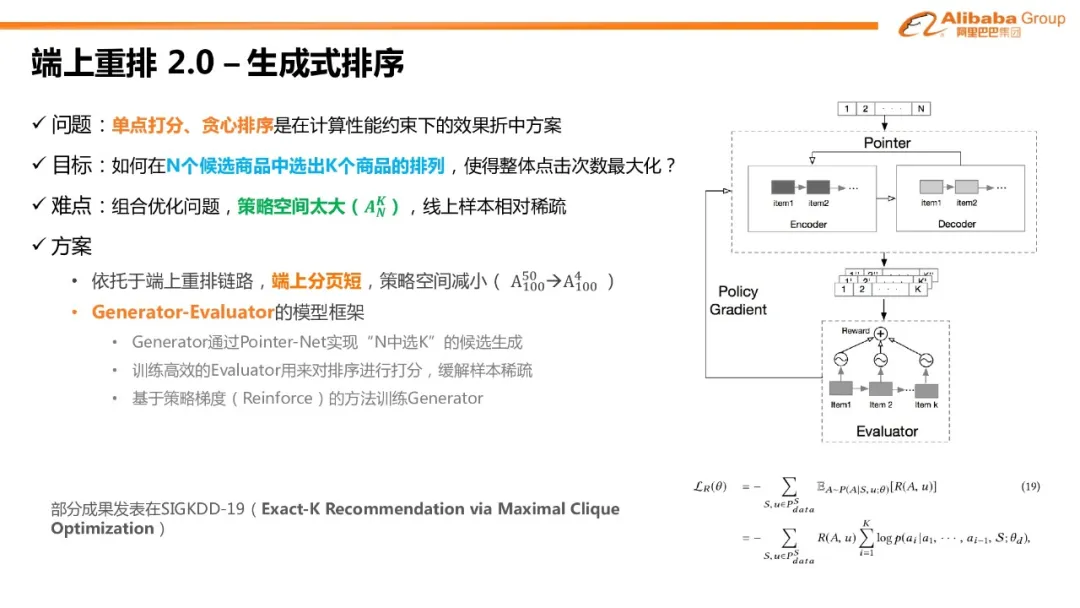 Alibaba Group
阿里巴巴集团
端上重排 2.0 – 生成式排序
✓ 问题：单点打分、贪心排序是在计算性能约束下的效果折中方案
✓ 目标：如何在N个候选商品中选出K个商品的排列，使得整体点击次数最大化？
✓ 难点：组合优化问题，策略空间太大（$A_N^K$），线上样本相对稀疏
✓ 方案
• 依托于端上重排链路，端上分页短，策略空间减小（ $A_{100}^{50}$→$A_{100}^{4}$ ）
• Generator-Evaluator的模型框架
• Generator通过Pointer-Net实现“N中选K”的候选生成
• 训练高效的Evaluator用来对排序进行打分，缓解样本稀疏
• 基于策略梯度（Reinforce）的方法训练Generator
部分成果发表在SIGKDD-19（Exact-K Recommendation via Maximal Clique
Optimization）
1 2 · · · N
Pointer
item1 item2 ...
Encoder
item1 item2 ...
Decoder
1 2 · · · K
Policy
Gradient
Reward
Item1 Item 2 ... Item k
Evaluator
$\mathcal{L}_R(\theta) = -\sum_{S,u \in P^S_{data}} \mathbb{E}_{A \sim P(A|S,u;\theta)}[R(A,u)]$ (19)
$= -\sum_{S,u \in P^S_{data}} R(A,u) \sum_{i=1}^{K} \log p(a_i|a_1, \cdots, a_{i-1}, S; \theta_d),$